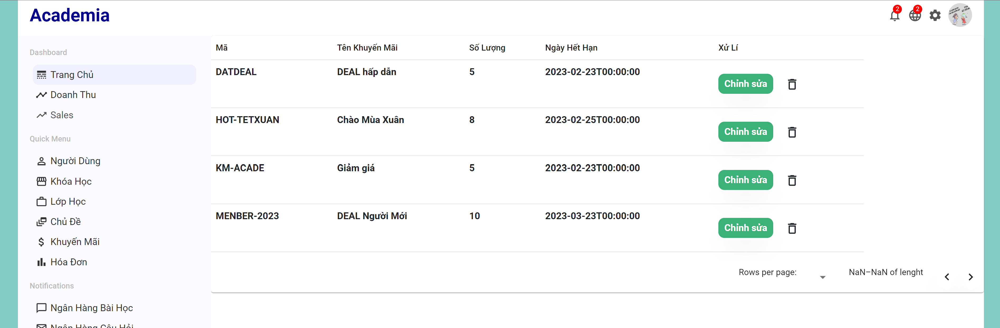 Academia
2
2
Dashboard
Trang Chủ
Doanh Thu
Sales
Quick Menu
Người Dùng
Khóa Học
Lớp Học
Chủ Đề
Khuyến Mãi
Hóa Đơn
Notifications
Ngân Hàng Bài Học
Ngân Hàng Câu Hỏi
Mã Tên Khuyến Mãi Số Lượng Ngày Hết Hạn Xử Lí
DATDEAL DEAL hấp dẫn 5 2023-02-23T00:00:00 Chỉnh sửa
HOT-TETXUAN Chào Mùa Xuân 8 2023-02-25T00:00:00 Chỉnh sửa
KM-ACADE Giảm giá 5 2023-02-23T00:00:00 Chỉnh sửa
MENBER-2023 DEAL Người Mới 10 2023-03-23T00:00:00 Chỉnh sửa
Rows per page: NaN–NaN of lenght